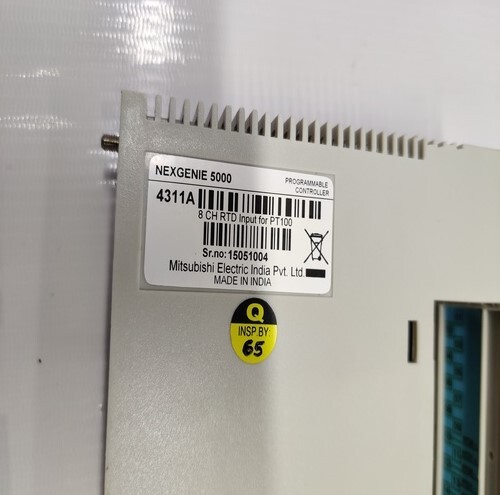 NEXGENIE 5000
PROGRAMMABLE
CONTROLLER
4311A
8 CH RTD Input for PT100
Sr.no: 15051004
Mitsubishi Electric India Pvt. Ltd
MADE IN INDIA
Q
INSP.BY:
65